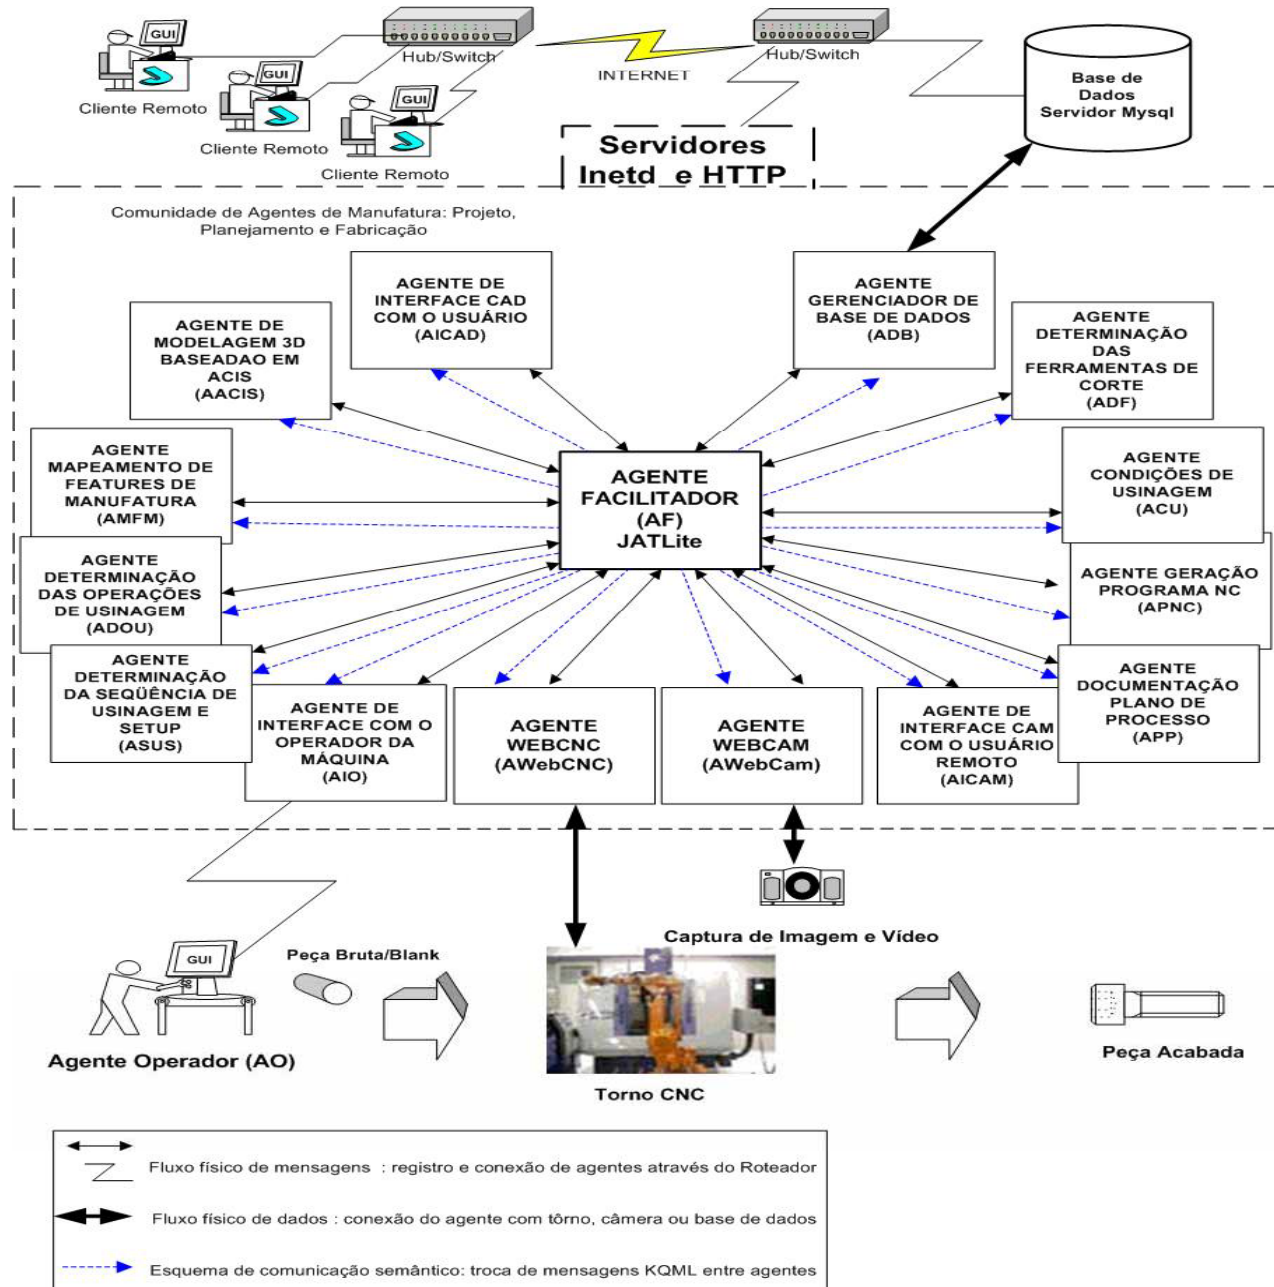 GUI
Hub/Switch
Cliente Remoto
GUI
Cliente Remoto
GUI
Cliente Remoto
INTERNET
Hub/Switch
Base de
Dados
Servidor Mysql
Servidores
Inetd e HTTP
Comunidade de Agentes de Manufatura: Projeto,
Planejamento e Fabricação
AGENTE DE
INTERFACE CAD
COM O USUÁRIO
(AICAD)
AGENTE
GERENCIADOR DE
BASE DE DADOS
(ADB)
AGENTE DE
MODELAGEM 3D
BASEADAO EM
ACIS
(AACIS)
AGENTE
DETERMINAÇÃO
DAS
FERRAMENTAS DE
CORTE
(ADF)
AGENTE
MAPEAMENTO DE
FEATURES DE
MANUFATURA
(AMFM)
AGENTE
FACILITADOR
(AF)
JATLite
AGENTE
CONDIÇÕES DE
USINAGEM
(ACU)
AGENTE
DETERMINAÇÃO
DAS OPERAÇÕES
DE USINAGEM
(ADOU)
AGENTE GERAÇÃO
PROGRAMA NC
(APNC)
AGENTE
DETERMINAÇÃO
DA SEQÜÊNCIA DE
USINAGEM E
SETUP
(ASUS)
AGENTE DE
INTERFACE COM O
OPERADOR DA
MÁQUINA
(AIO)
AGENTE
WEBCNC
(AWebCNC)
AGENTE
WEBCAM
(AWebCam)
AGENTE DE
INTERFACE CAM
COM O USUÁRIO
REMOTO
(AICAM)
AGENTE
DOCUMENTAÇÃO
PLANO DE
PROCESSO
(APP)
Captura de Imagem e Vídeo
GUI
Peça Bruta/Blank
Agente Operador (AO)
Torno CNC
Peça Acabada
Fluxo físico de mensagens : registro e conexão de agentes através do Roteador
Fluxo físico de dados : conexão do agente com tôrno, câmera ou base de dados
Esquema de comunicação semântico: troca de mensagens KQML entre agentes